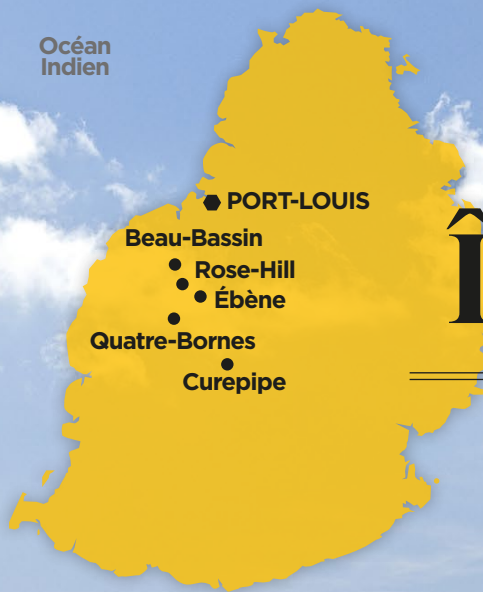 Océan
Indien
PORT-LOUIS
Beau-Bassin
Rose-Hill
Ébène
Quatre-Bornes
Curepipe
Î